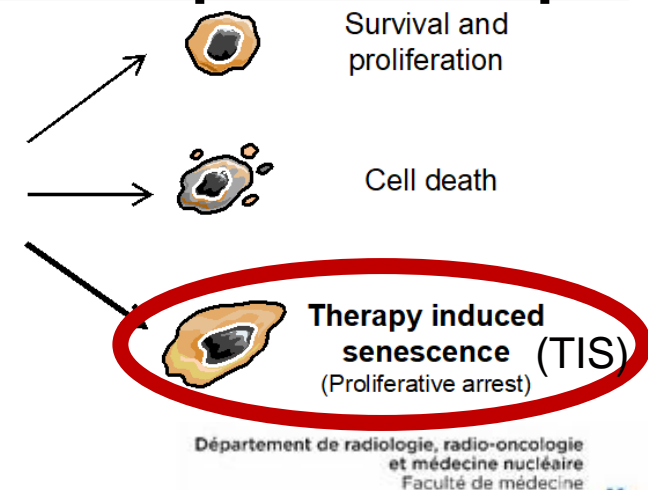 Survival and
proliferation
Cell death
Therapy induced
senescence (TIS)
(Proliferative arrest)
Département de radiologie, radio-oncologie
et médecine nucléaire
Faculté de médecine